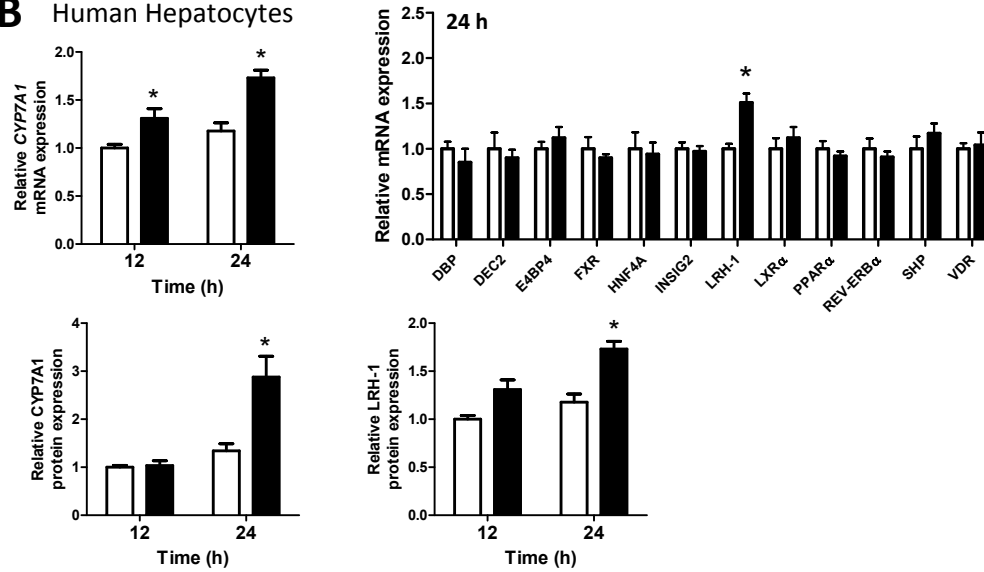 B Human Hepatocytes
Relative CYP7A1
mRNA expression
2.0
1.5
1.0
0.5
0.0
*
*
12 24
Time (h)
Relative mRNA expression
2.5
2.0
1.5
1.0
0.5
0.0
24 h
*
DBP DEC2 E4BP4 FXR HNF4A INSIG2 LRH-1 LXRα PPARα REV-ERBα SHP VDR
Relative CYP7A1
protein expression
4
3
2
1
0
*
12 24
Time (h)
Relative LRH-1
protein expression
2.0
1.5
1.0
0.5
0.0
*
12 24
Time (h)